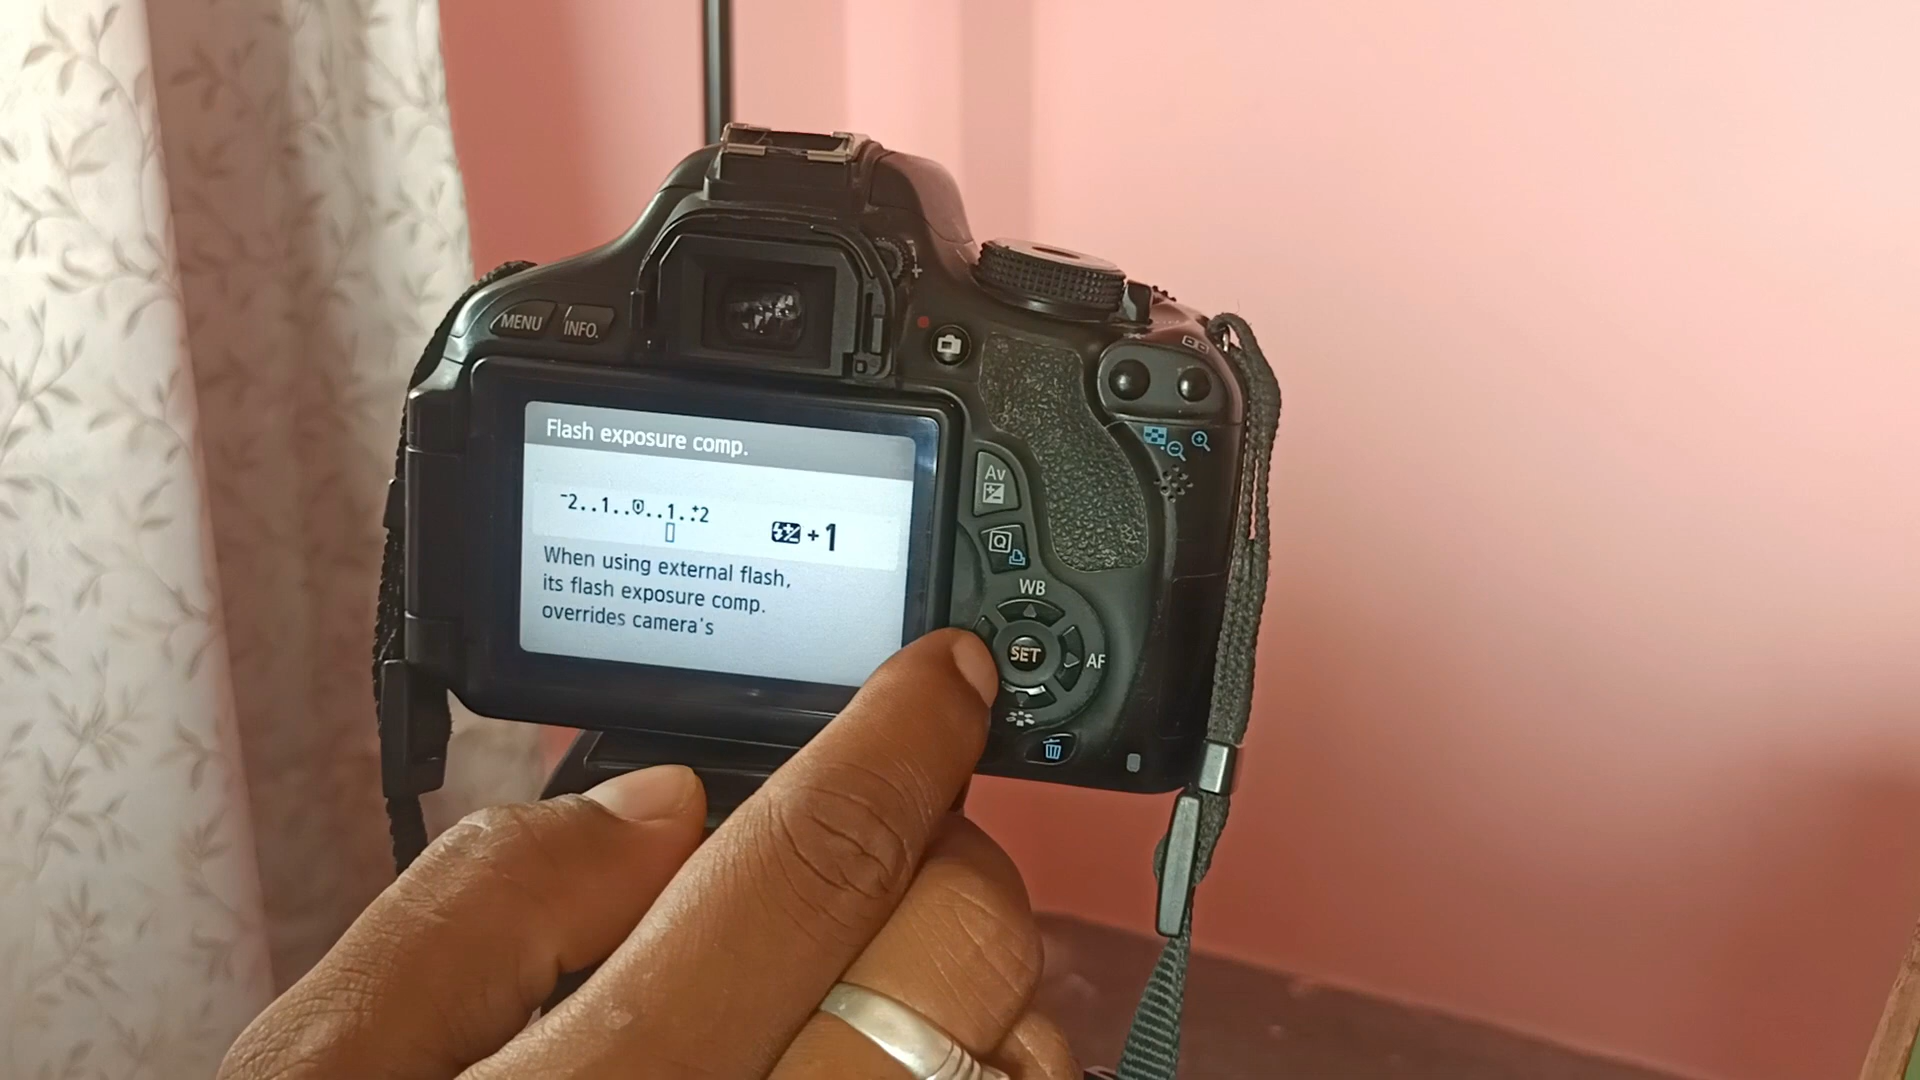 MENU INFO.
Flash exposure comp.
-2..1..0..1.:+2
+1
When using external flash,
its flash exposure comp.
overrides camera's
Av
Q
WB
SET
AF